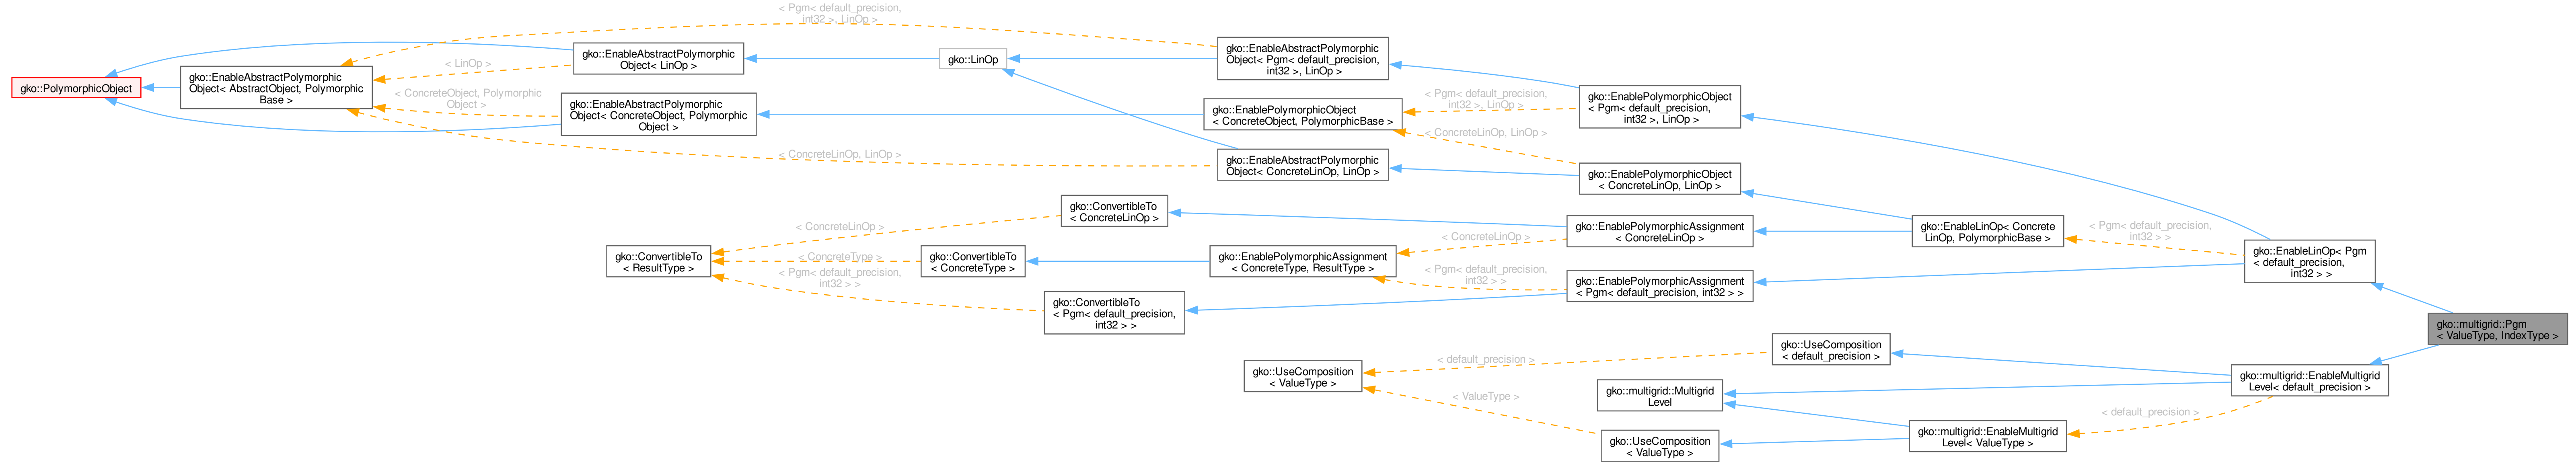 gko::PolymorphicObject
gko::EnableAbstractPolymorphic
Object< AbstractObject, Polymorphic
Base >
< Pgm< default_precision,
int32 >, LinOp >
< LinOp >
< ConcreteObject, Polymorphic
Object >
< ConcreteLinOp, LinOp >
gko::EnableAbstractPolymorphic
Object< LinOp >
gko::EnableAbstractPolymorphic
Object< ConcreteObject, Polymorphic
Object >
gko::LinOp
gko::EnableAbstractPolymorphic
Object< Pgm< default_precision,
int32 >, LinOp >
gko::EnablePolymorphicObject
< ConcreteObject, PolymorphicBase >
gko::EnableAbstractPolymorphic
Object< ConcreteLinOp, LinOp >
< Pgm< default_precision,
int32 >, LinOp >
< ConcreteLinOp, LinOp >
gko::EnablePolymorphicObject
< Pgm< default_precision,
int32 >, LinOp >
gko::EnablePolymorphicObject
< ConcreteLinOp, LinOp >
gko::ConvertibleTo
< ResultType >
< ConcreteLinOp >
< ConcreteType >
< Pgm< default_precision,
int32 > >
gko::ConvertibleTo
< ConcreteLinOp >
gko::ConvertibleTo
< ConcreteType >
gko::ConvertibleTo
< Pgm< default_precision,
int32 > >
gko::EnablePolymorphicAssignment
< ConcreteType, ResultType >
< ConcreteLinOp >
< Pgm< default_precision,
int32 > >
gko::EnablePolymorphicAssignment
< ConcreteLinOp >
gko::EnablePolymorphicAssignment
< Pgm< default_precision, int32 > >
gko::EnableLinOp< Concrete
LinOp, PolymorphicBase >
< Pgm< default_precision,
int32 > >
gko::EnableLinOp< Pgm
< default_precision,
int32 > >
gko::multigrid::Pgm
< ValueType, IndexType >
gko::UseComposition
< ValueType >
< default_precision >
< ValueType >
gko::UseComposition
< default_precision >
gko::multigrid::Multigrid
Level
gko::UseComposition
< ValueType >
gko::multigrid::EnableMultigrid
Level< ValueType >
< default_precision >
gko::multigrid::EnableMultigrid
Level< default_precision >